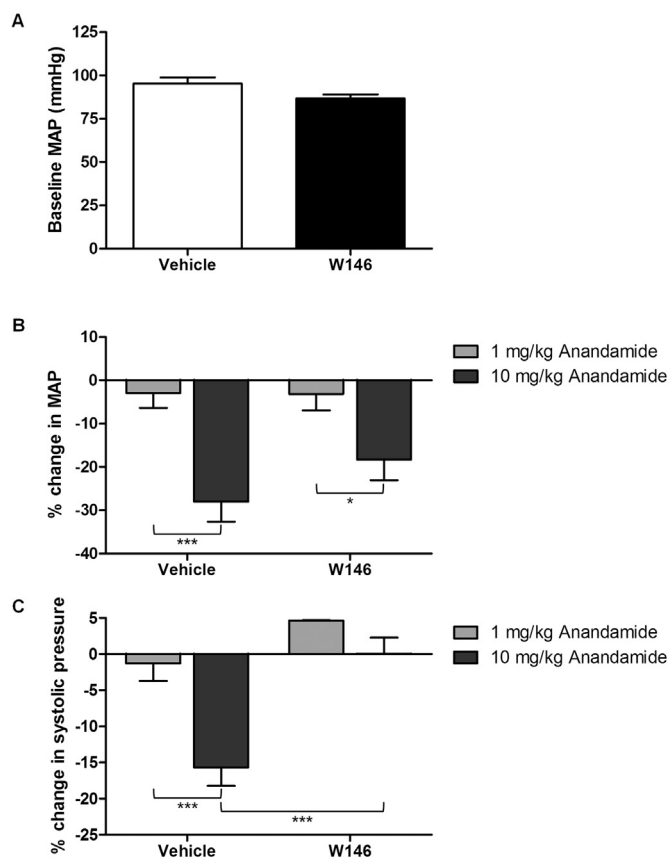 A
Baseline MAP (mmHg)
125
100
75
50
25
0
Vehicle W146
B
% change in MAP
10
0
-10
-20
-30
-40
*** *
Vehicle W146
1 mg/kg Anandamide
10 mg/kg Anandamide
C
% change in systolic pressure
5
0
-5
-10
-15
-20
-25
*** ***
Vehicle W146
1 mg/kg Anandamide
10 mg/kg Anandamide